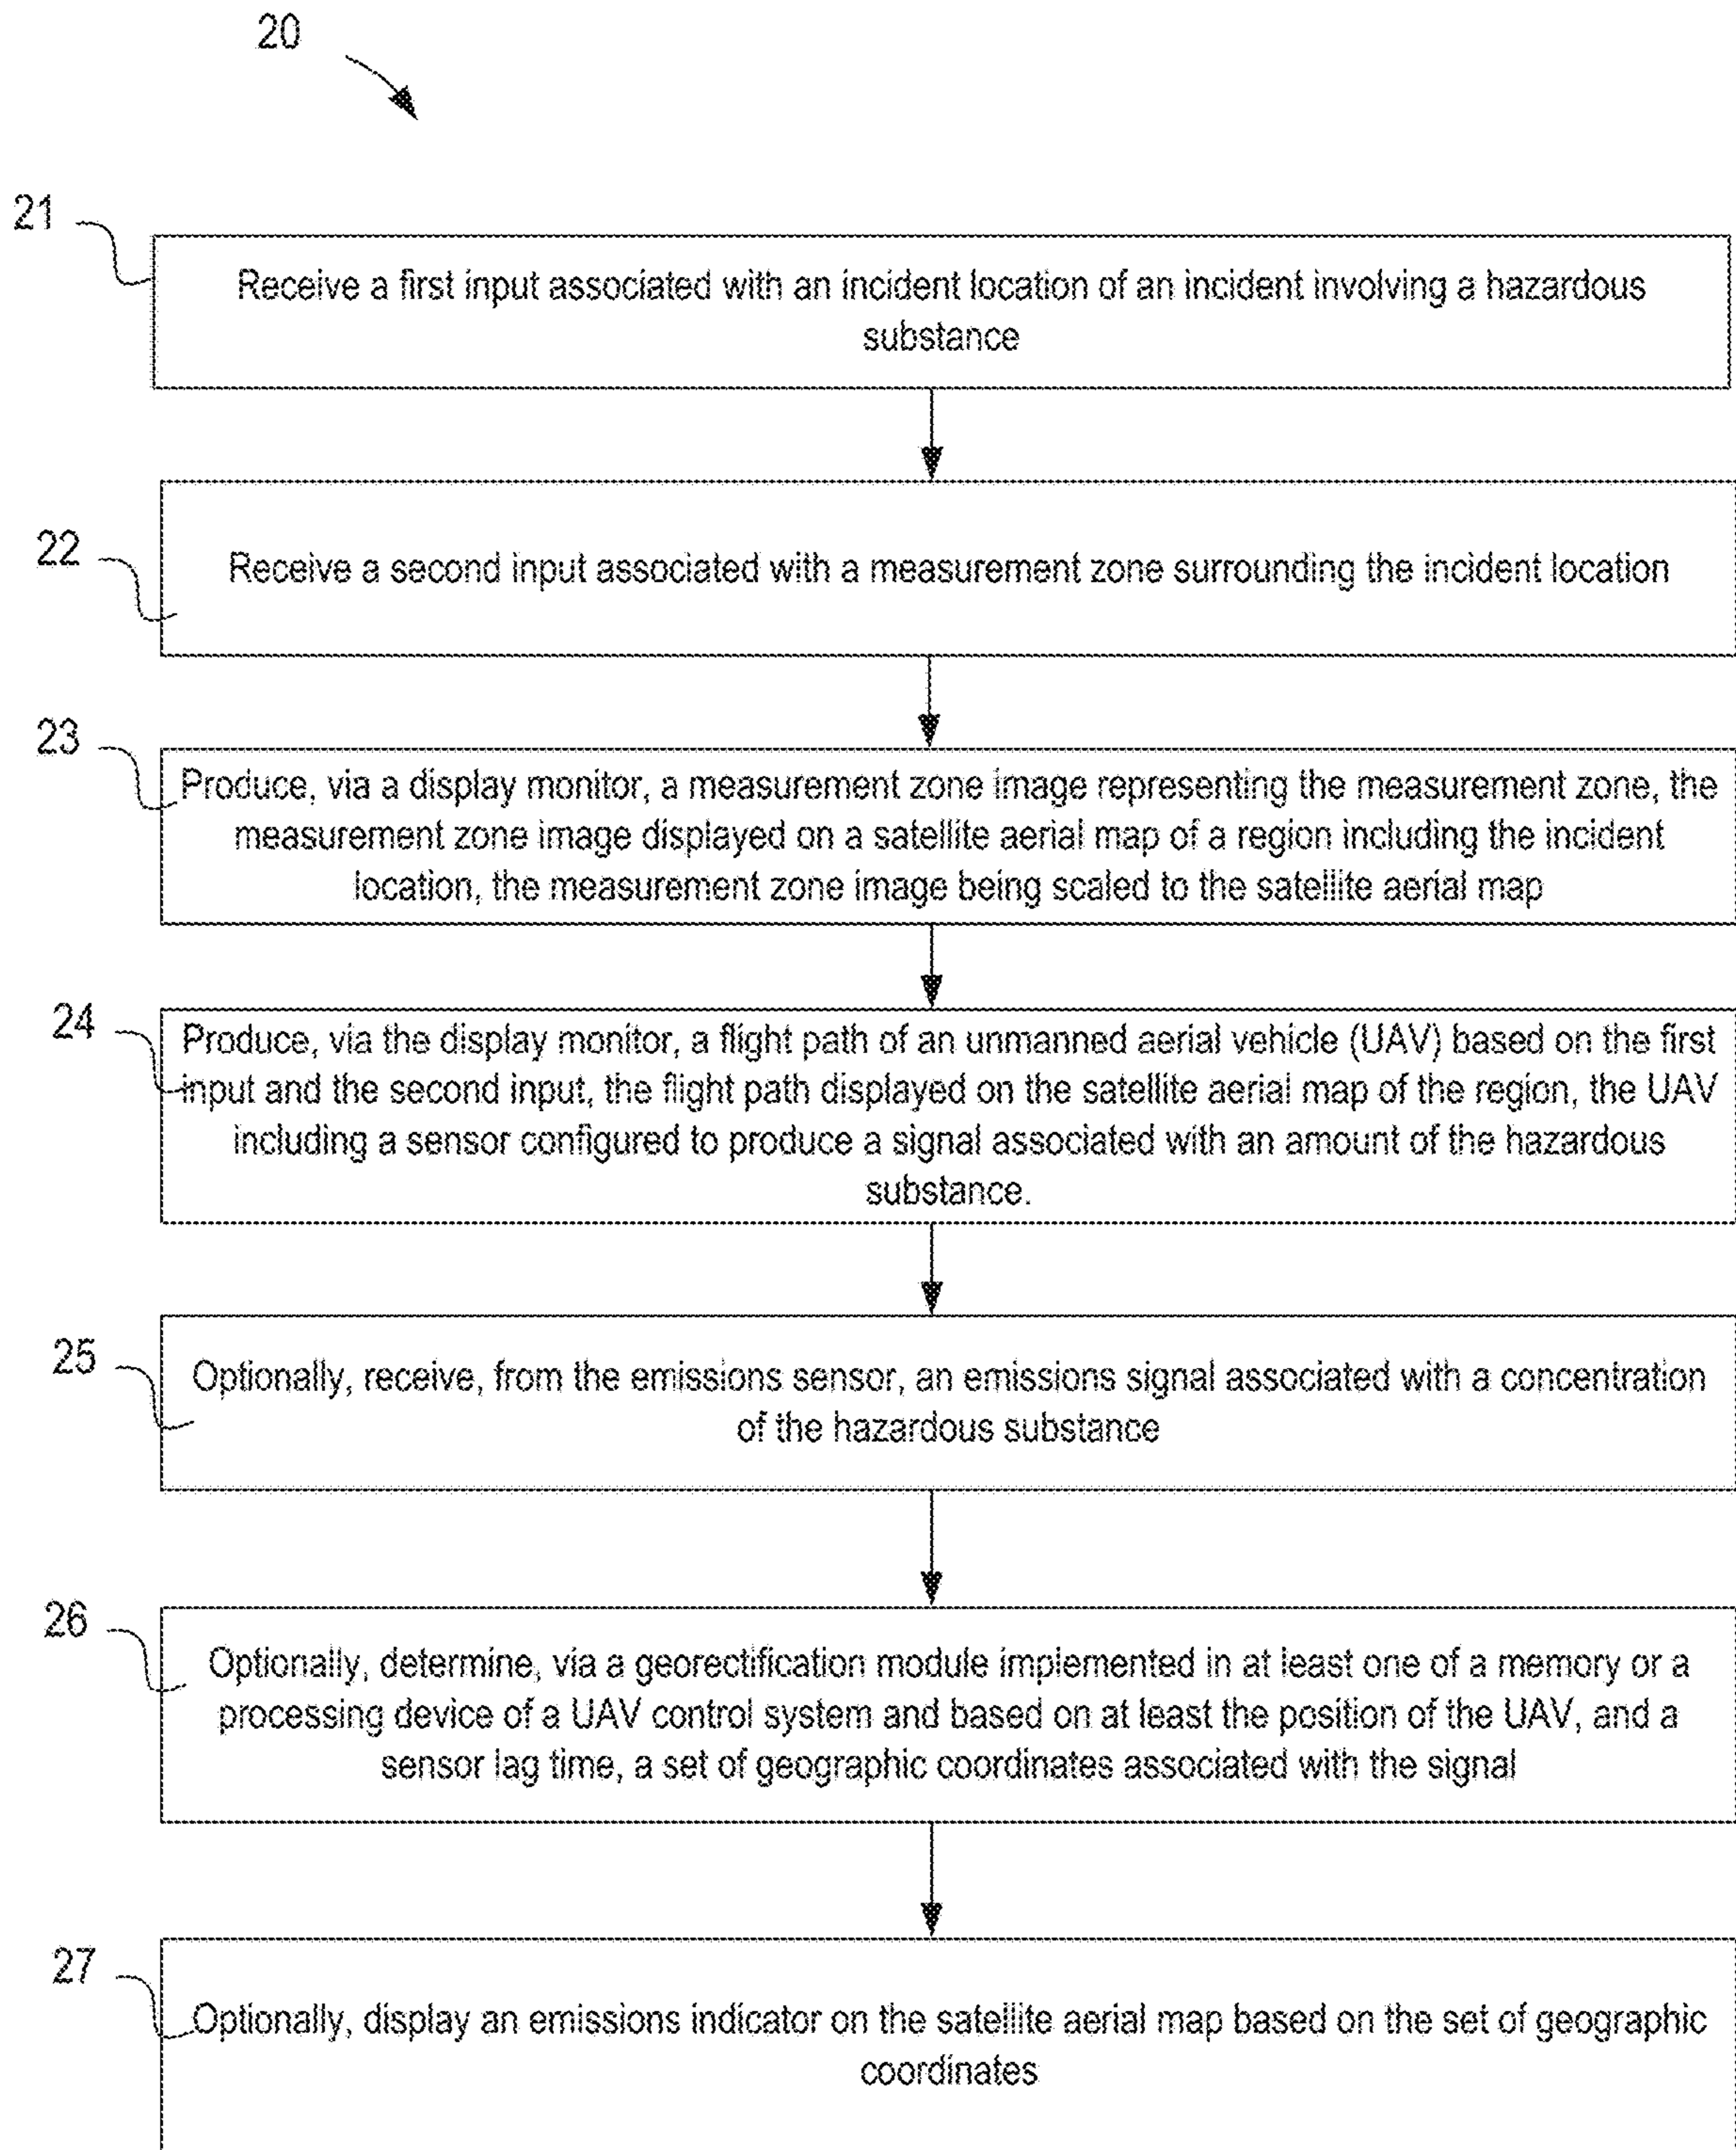 20
21
Receive a first input associated with an incident location of an incident involving a hazardous
substance
22
Receive a second input associated with a measurement zone surrounding the incident location
23
Produce, via a display monitor, a measurement zone image representing the measurement zone, the
measurement zone image displayed on a satellite aerial map of a region including the incident
location, the measurement zone image being scaled to the satellite aerial map
24
Produce, via the display monitor, a flight path of an unmanned aerial vehicle (UAV) based on the first
input and the second input, the flight path displayed on the satellite aerial map of the region, the UAV
including a sensor configured to produce a signal associated with an amount of the hazardous
substance.
25
Optionally, receive, from the emissions sensor, an emissions signal associated with a concentration
of the hazardous substance
26
Optionally, determine, via a georectification module implemented in at least one of a memory or a
processing device of a UAV control system and based on at least the position of the UAV, and a
sensor lag time, a set of geographic coordinates associated with the signal
27
Optionally, display an emissions indicator on the satellite aerial map based on the set of geographic
coordinates